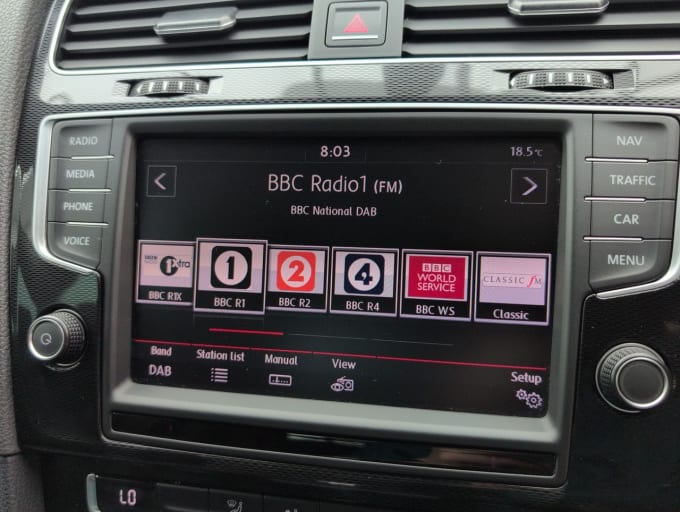 RADIO
MEDIA
PHONE
VOICE
NAV
TRAFFIC
CAR
MENU
8:03
18.5°C
BBC Radio1 (FM)
BBC National DAB
1Xtra
BBC R1X
1
BBC R1
2
BBC R2
4
BBC R4
BBC
WORLD
SERVICE
BBC WS
CLASSIC fM
Classic
Band
DAB
Station list
Manual
View
Setup
LO